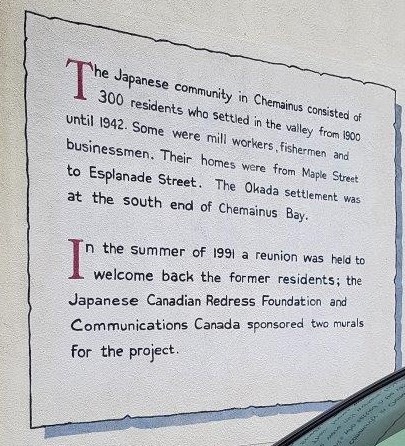 The Japanese community in Chemainus consisted of
300 residents who settled in the valley from 1900
until 1942. Some were mill workers, fishermen and
businessmen. Their homes were from Maple Street
to Esplanade Street. The Okada settlement was
at the south end of Chemainus Bay.
In the summer of 1991 a reunion was held to
welcome back the former residents; the
Japanese Canadian Redress Foundation and
Communications Canada sponsored two murals
for the project.